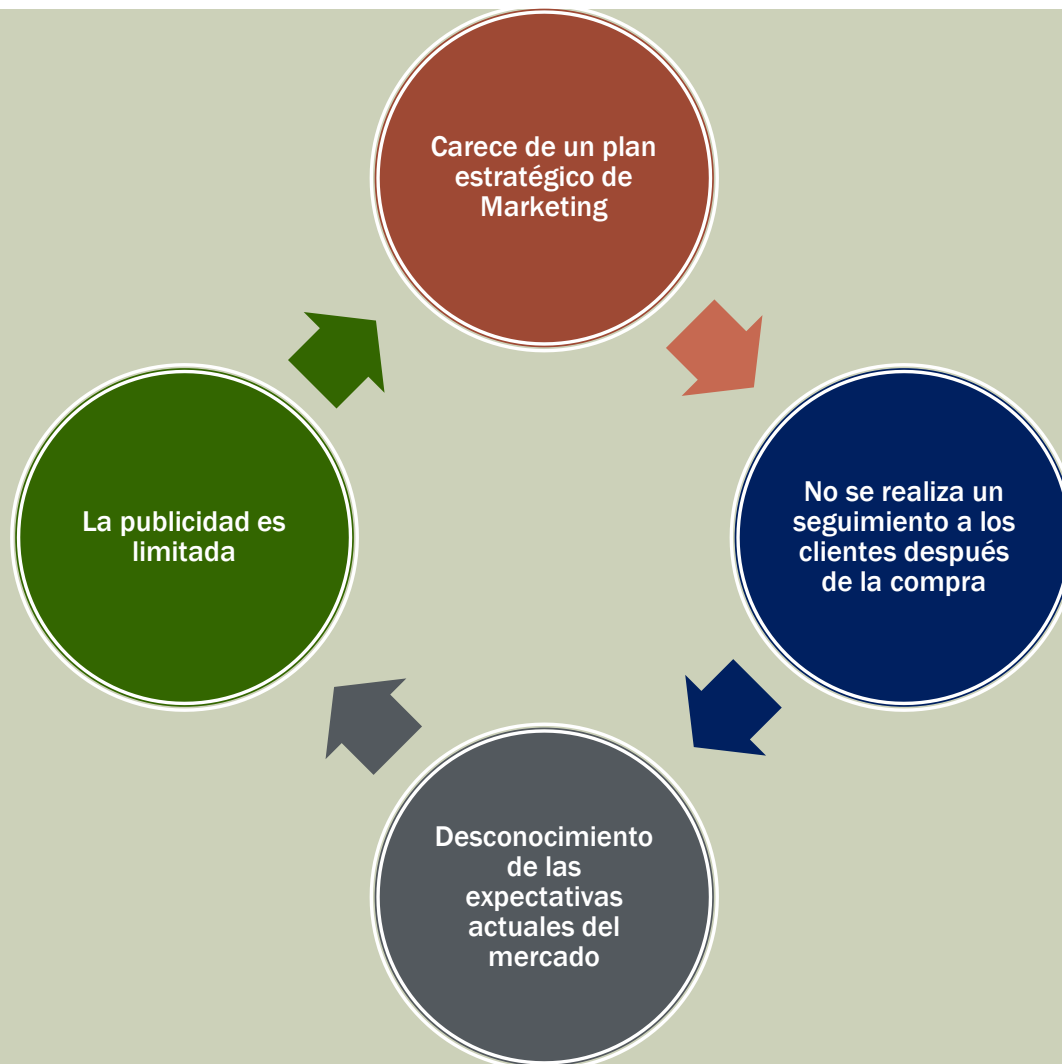 Carece de un plan
estratégico de
Marketing
No se realiza un
seguimiento a los
clientes después
de la compra
Desconocimiento
de las
expectativas
actuales del
mercado
La publicidad es
limitada